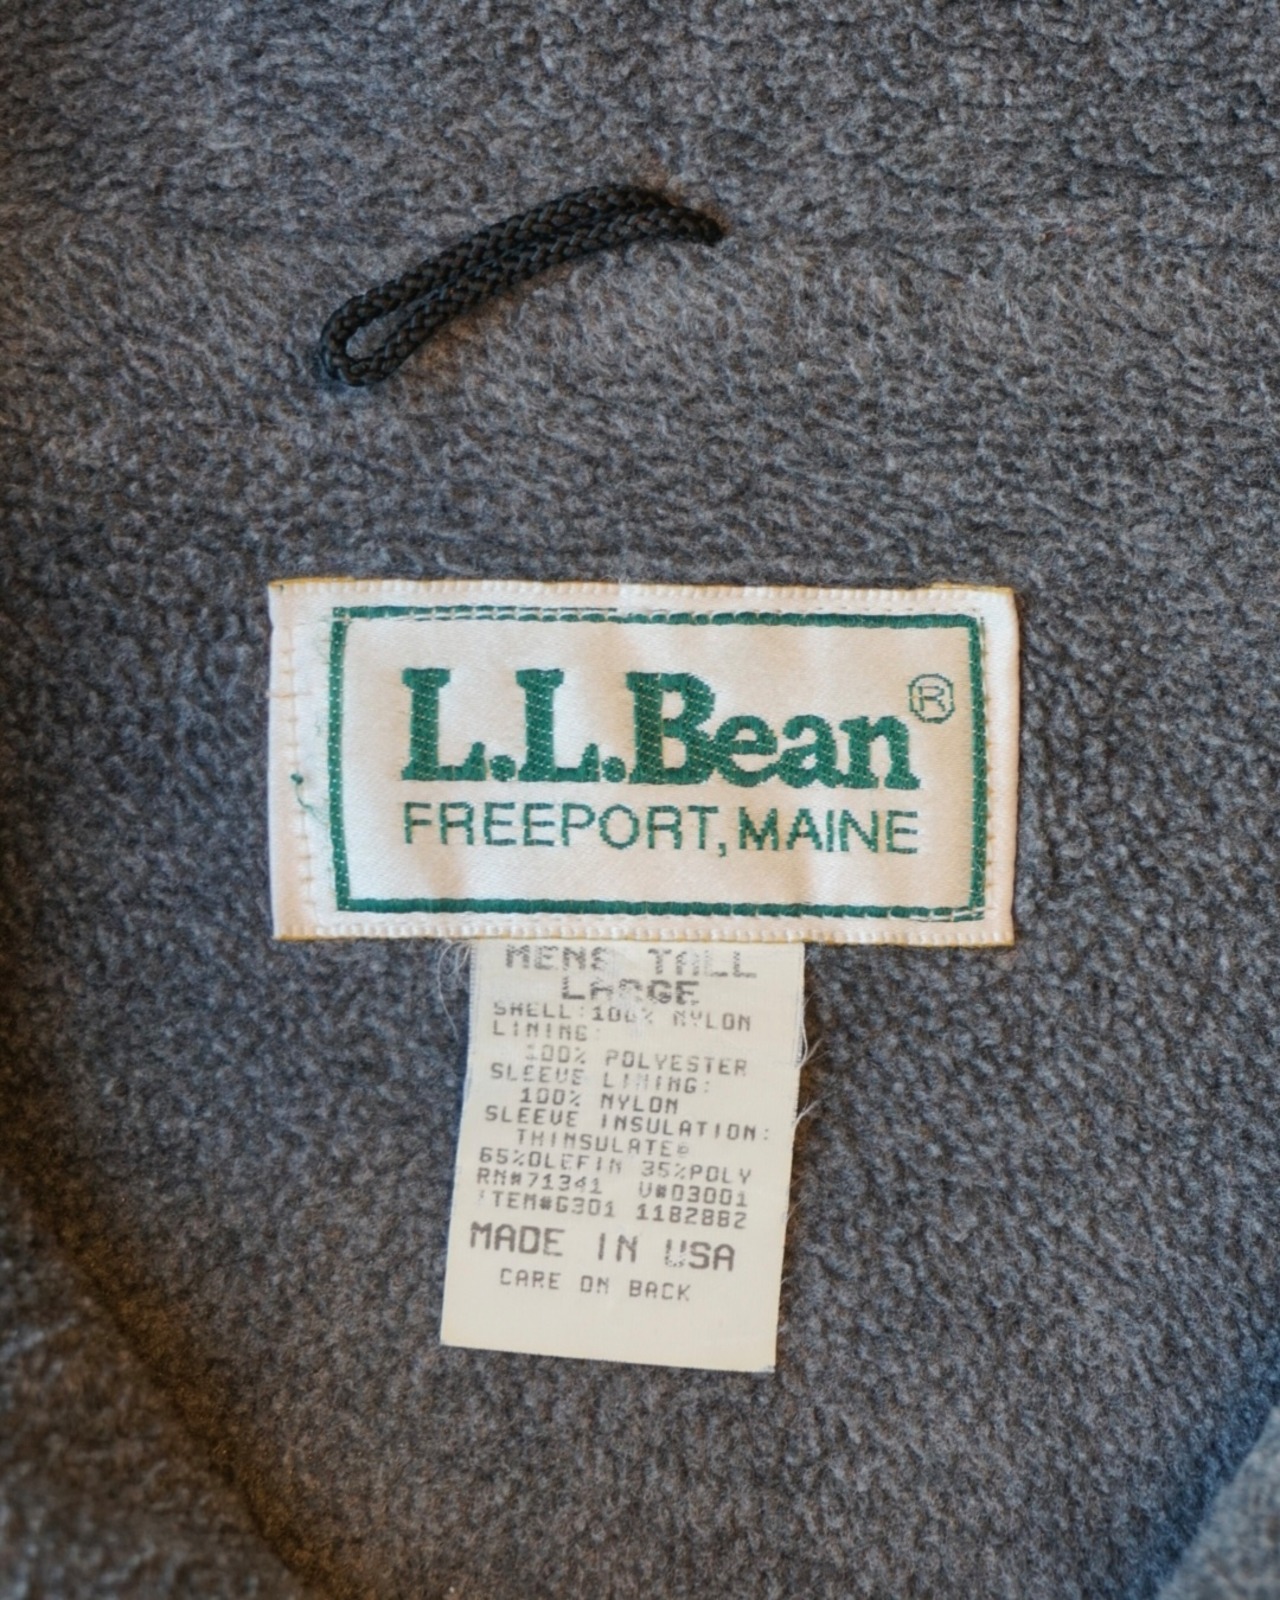 L.L.Bean®
FREEPORT, MAINE
MENS TALL
LARGE
SHELL:100% NYLON
LINING:
100% POLYESTER
SLEEVE LINING:
100% NYLON
SLEEVE INSULATION:
THINSULATE®
65%OLEFIN 35%POLY
RN#71341 V#03001
ITEM#G301 1182882
MADE IN USA
CARE ON BACK